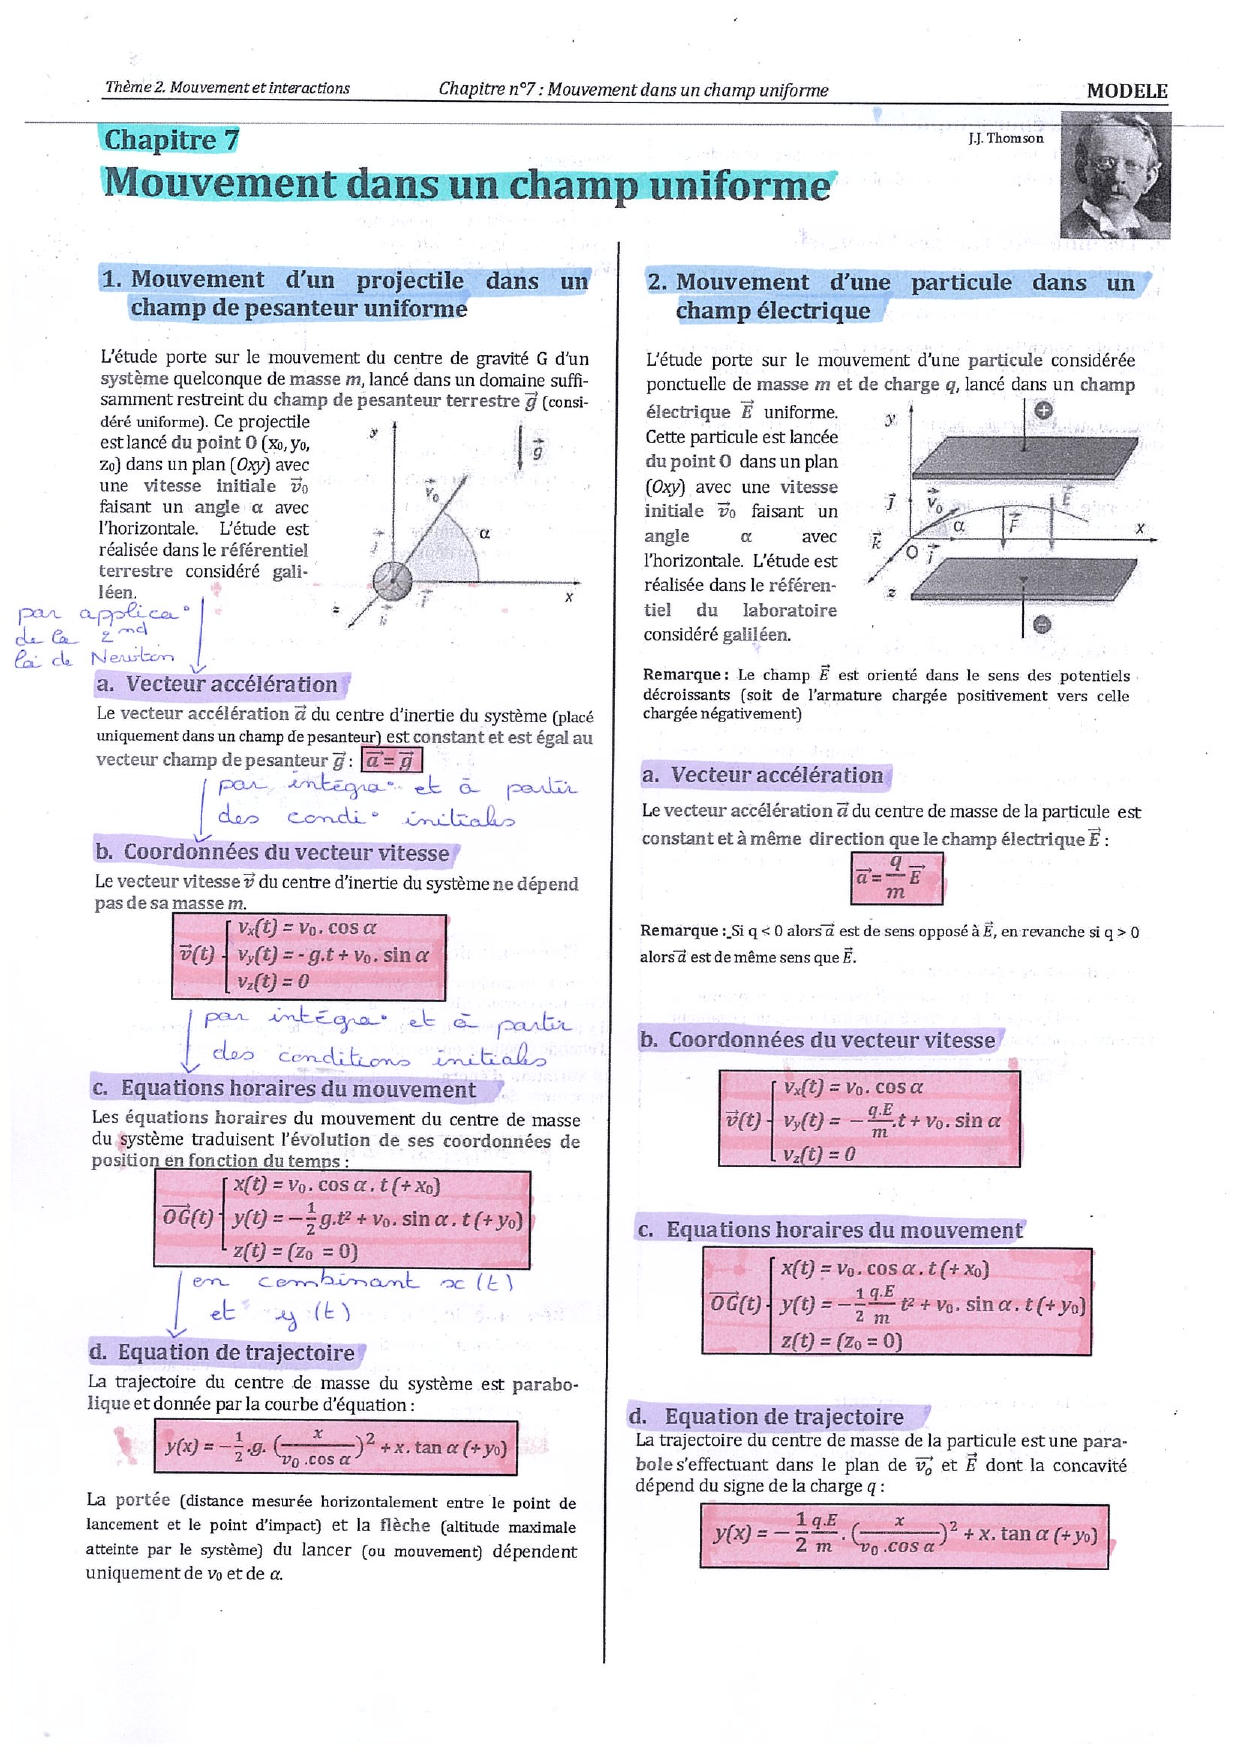 Thème 2. Mouvement et interactions
Chapitre n°7 : Mouvement dans un champ uniforme
MODELE
Chapitre 7
J.J. Thomson
Mouvement dans un champ uniforme
1. Mouvement d'un projectile dans un
champ de pesanteur uniforme
L'étude porte sur le mouvement du centre de gravité G d'un
système quelconque de masse m, lancé dans un domaine suffi-
samment restreint du champ de pesanteur terrestre g⃗ (consi-
déré uniforme). Ce projectile
est lancé du point O (x₀, y₀,
z₀) dans un plan (Oxy) avec
une vitesse initiale v⃗₀
faisant un angle α avec
l'horizontale. L'étude est
réalisée dans le référentiel
terrestre considéré gali-
léen.
y
g⃗
v⃗₀
α
j⃗
i⃗
x
z
k⃗
par applica°
de la 2nd
loi de Newton
a. Vecteur accélération
Le vecteur accélération a⃗ du centre d'inertie du système (placé
uniquement dans un champ de pesanteur) est constant et est égal au
vecteur champ de pesanteur g⃗ : a⃗ = g⃗
par intégra° et à partir
des condi° initiales
b. Coordonnées du vecteur vitesse
Le vecteur vitesse v⃗ du centre d'inertie du système ne dépend
pas de sa masse m.
vₓ(t) = v₀. cos α
v⃗(t) vᵧ(t) = - g.t + v₀. sin α
v_z(t) = 0
par intégra° et à partir
des conditions initiales
c. Equations horaires du mouvement
Les équations horaires du mouvement du centre de masse
du système traduisent l'évolution de ses coordonnées de
position en fonction du temps :
x(t) = v₀. cos α. t (+ x₀)
OG⃗(t) y(t) = −1/2 g.t² + v₀. sin α. t (+ y₀)
z(t) = (z₀ = 0)
en combinant x(t)
et y(t)
d. Equation de trajectoire
La trajectoire du centre de masse du système est parabo-
lique et donnée par la courbe d'équation :
y(x) = −1/2 .g. (x / v₀ .cos α)² + x. tan α (+ y₀)
La portée (distance mesurée horizontalement entre le point de
lancement et le point d'impact) et la flèche (altitude maximale
atteinte par le système) du lancer (ou mouvement) dépendent
uniquement de v₀ et de α.
2. Mouvement d'une particule dans un
champ électrique
L'étude porte sur le mouvement d'une particule considérée
ponctuelle de masse m et de charge q, lancé dans un champ
électrique E⃗ uniforme.
Cette particule est lancée
du point O dans un plan
(Oxy) avec une vitesse
initiale v⃗₀ faisant un
angle α avec
l'horizontale. L'étude est
réalisée dans le référen-
tiel du laboratoire
considéré galiléen.
y
+
j⃗
v⃗₀
α
F⃗
E⃗
x
k⃗
O
i⃗
z
−
Remarque : Le champ E⃗ est orienté dans le sens des potentiels
décroissants (soit de l'armature chargée positivement vers celle
chargée négativement)
a. Vecteur accélération
Le vecteur accélération a⃗ du centre de masse de la particule est
constant et à même direction que le champ électrique E⃗ :
a⃗ = q/m E⃗
Remarque : Si q < 0 alors a⃗ est de sens opposé à E⃗, en revanche si q > 0
alors a⃗ est de même sens que E⃗.
b. Coordonnées du vecteur vitesse
vₓ(t) = v₀. cos α
v⃗(t) vᵧ(t) = − q.E/m .t + v₀. sin α
v_z(t) = 0
c. Equations horaires du mouvement
x(t) = v₀. cos α. t (+ x₀)
OG⃗(t) y(t) = −1/2 q.E/m t² + v₀. sin α. t (+ y₀)
z(t) = (z₀ = 0)
d. Equation de trajectoire
La trajectoire du centre de masse de la particule est une para-
bole s'effectuant dans le plan de v⃗ₒ et E⃗ dont la concavité
dépend du signe de la charge q :
y(x) = −1/2 q.E/m . (x / v₀ .cos α)² + x. tan α (+ y₀)